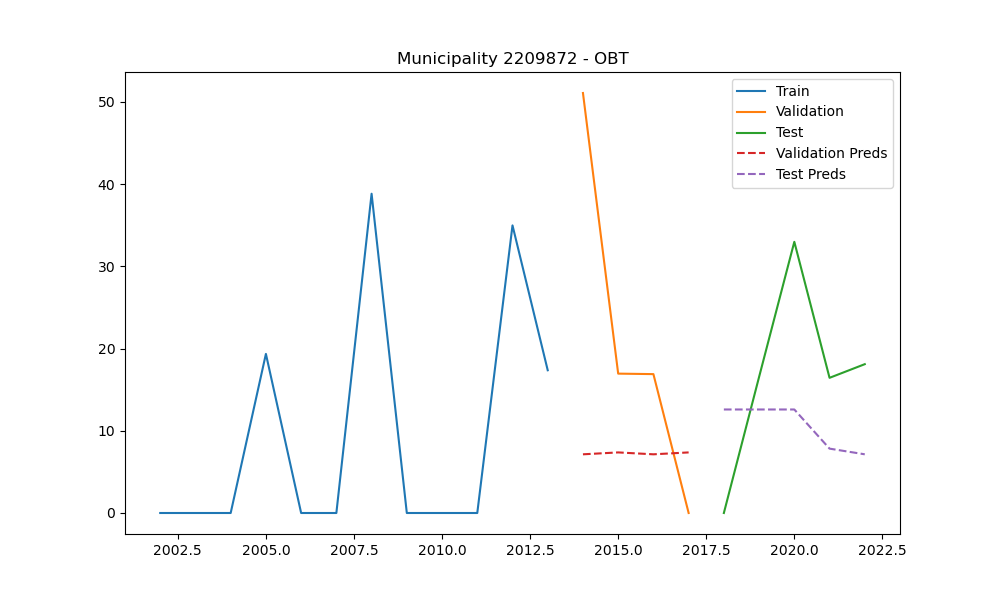 Municipality 2209872 - OBT
Train
Validation
Test
Validation Preds
Test Preds
50
40
30
20
10
0
2002.5 2005.0 2007.5 2010.0 2012.5 2015.0 2017.5 2020.0 2022.5